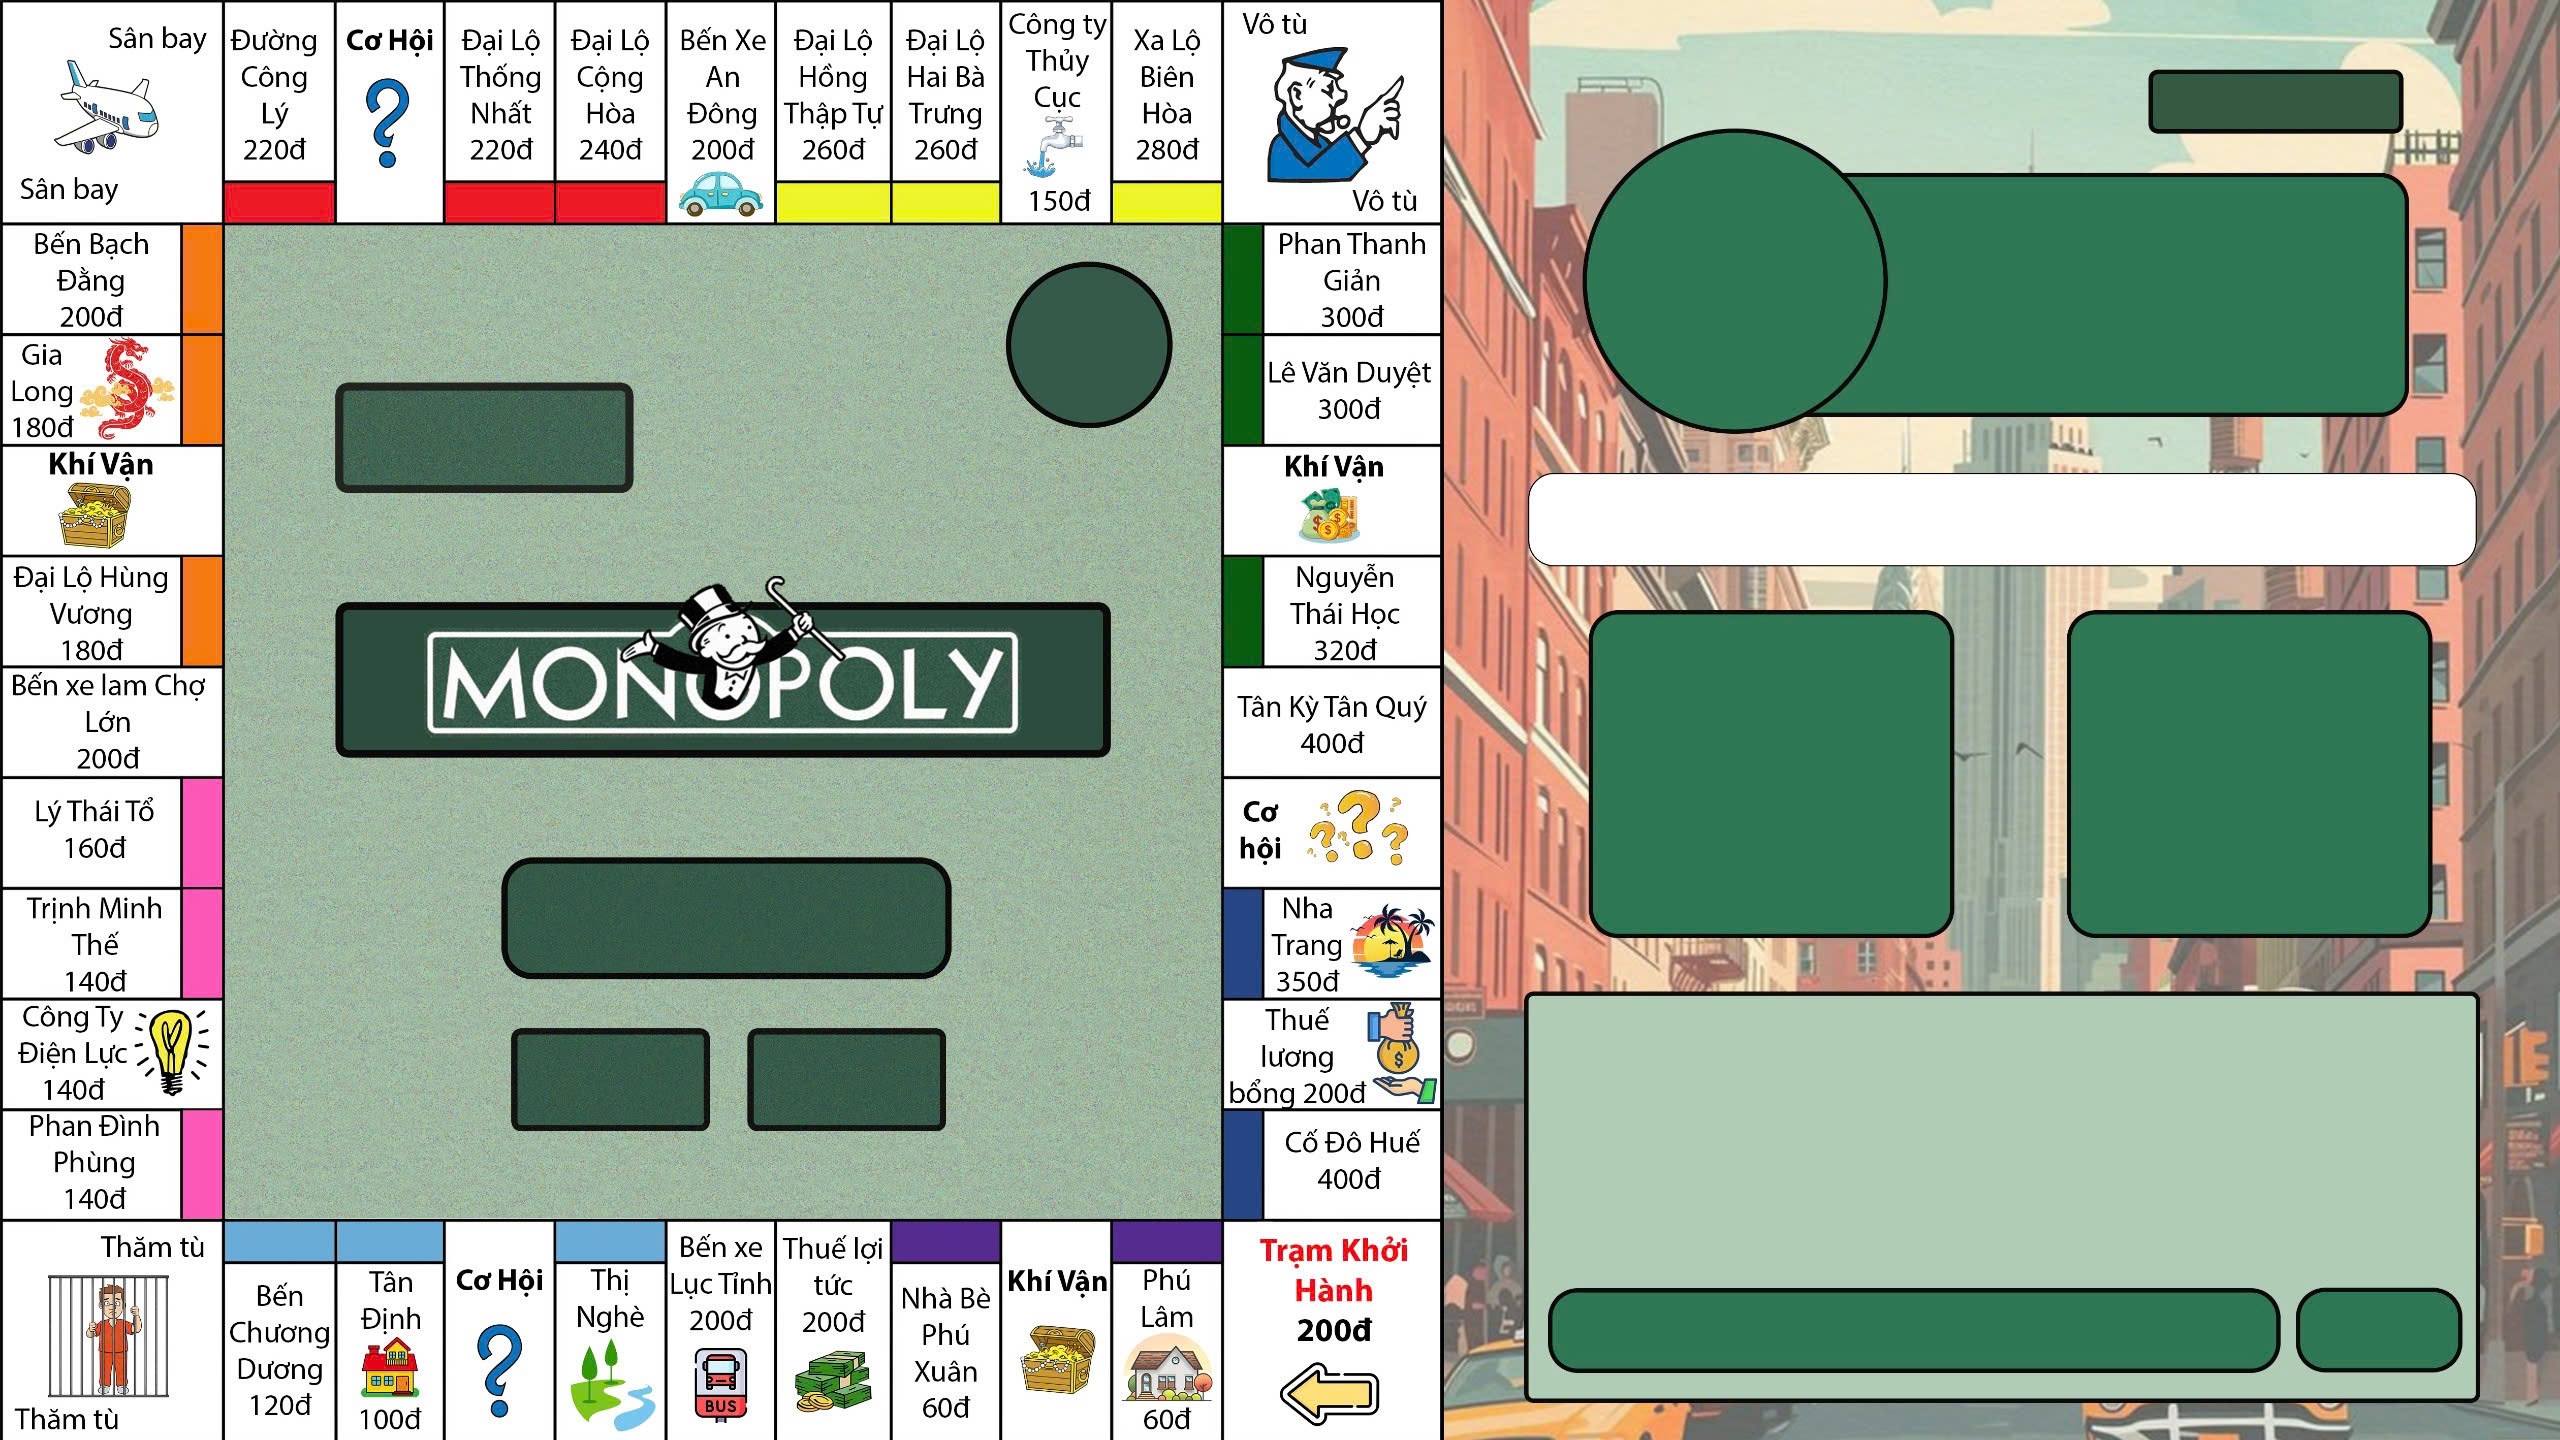 Sân bay
Sân bay
Đường
Công
Lý
220đ
Cơ Hội
Đại Lộ
Thống
Nhất
220đ
Đại Lộ
Cộng
Hòa
240đ
Bến Xe
An
Đông
200đ
Đại Lộ
Hồng
Thập Tự
260đ
Đại Lộ
Hai Bà
Trưng
260đ
Công ty
Thủy
Cục
150đ
Xa Lộ
Biên
Hòa
280đ
Vô tù
Vô tù
Bến Bạch
Đằng
200đ
Gia
Long
180đ
Khí Vận
Đại Lộ Hùng
Vương
180đ
Bến xe lam Chợ
Lớn
200đ
Lý Thái Tổ
160đ
Trịnh Minh
Thế
140đ
Công Ty
Điện Lực
140đ
Phan Đình
Phùng
140đ
MONOPOLY
Phan Thanh
Giản
300đ
Lê Văn Duyệt
300đ
Khí Vận
Nguyễn
Thái Học
320đ
Tân Kỳ Tân Quý
400đ
Cơ
hội
Nha
Trang
350đ
Thuế
lương
bổng 200đ
Cố Đô Huế
400đ
Thăm tù
Thăm tù
Bến
Chương
Dương
120đ
Tân
Định
100đ
Cơ Hội
Thị
Nghè
Bến xe
Lục Tỉnh
200đ
BUS
Thuế lợi
tức
200đ
Nhà Bè
Phú
Xuân
60đ
Khí Vận
Phú
Lâm
60đ
Trạm Khởi
Hành
200đ